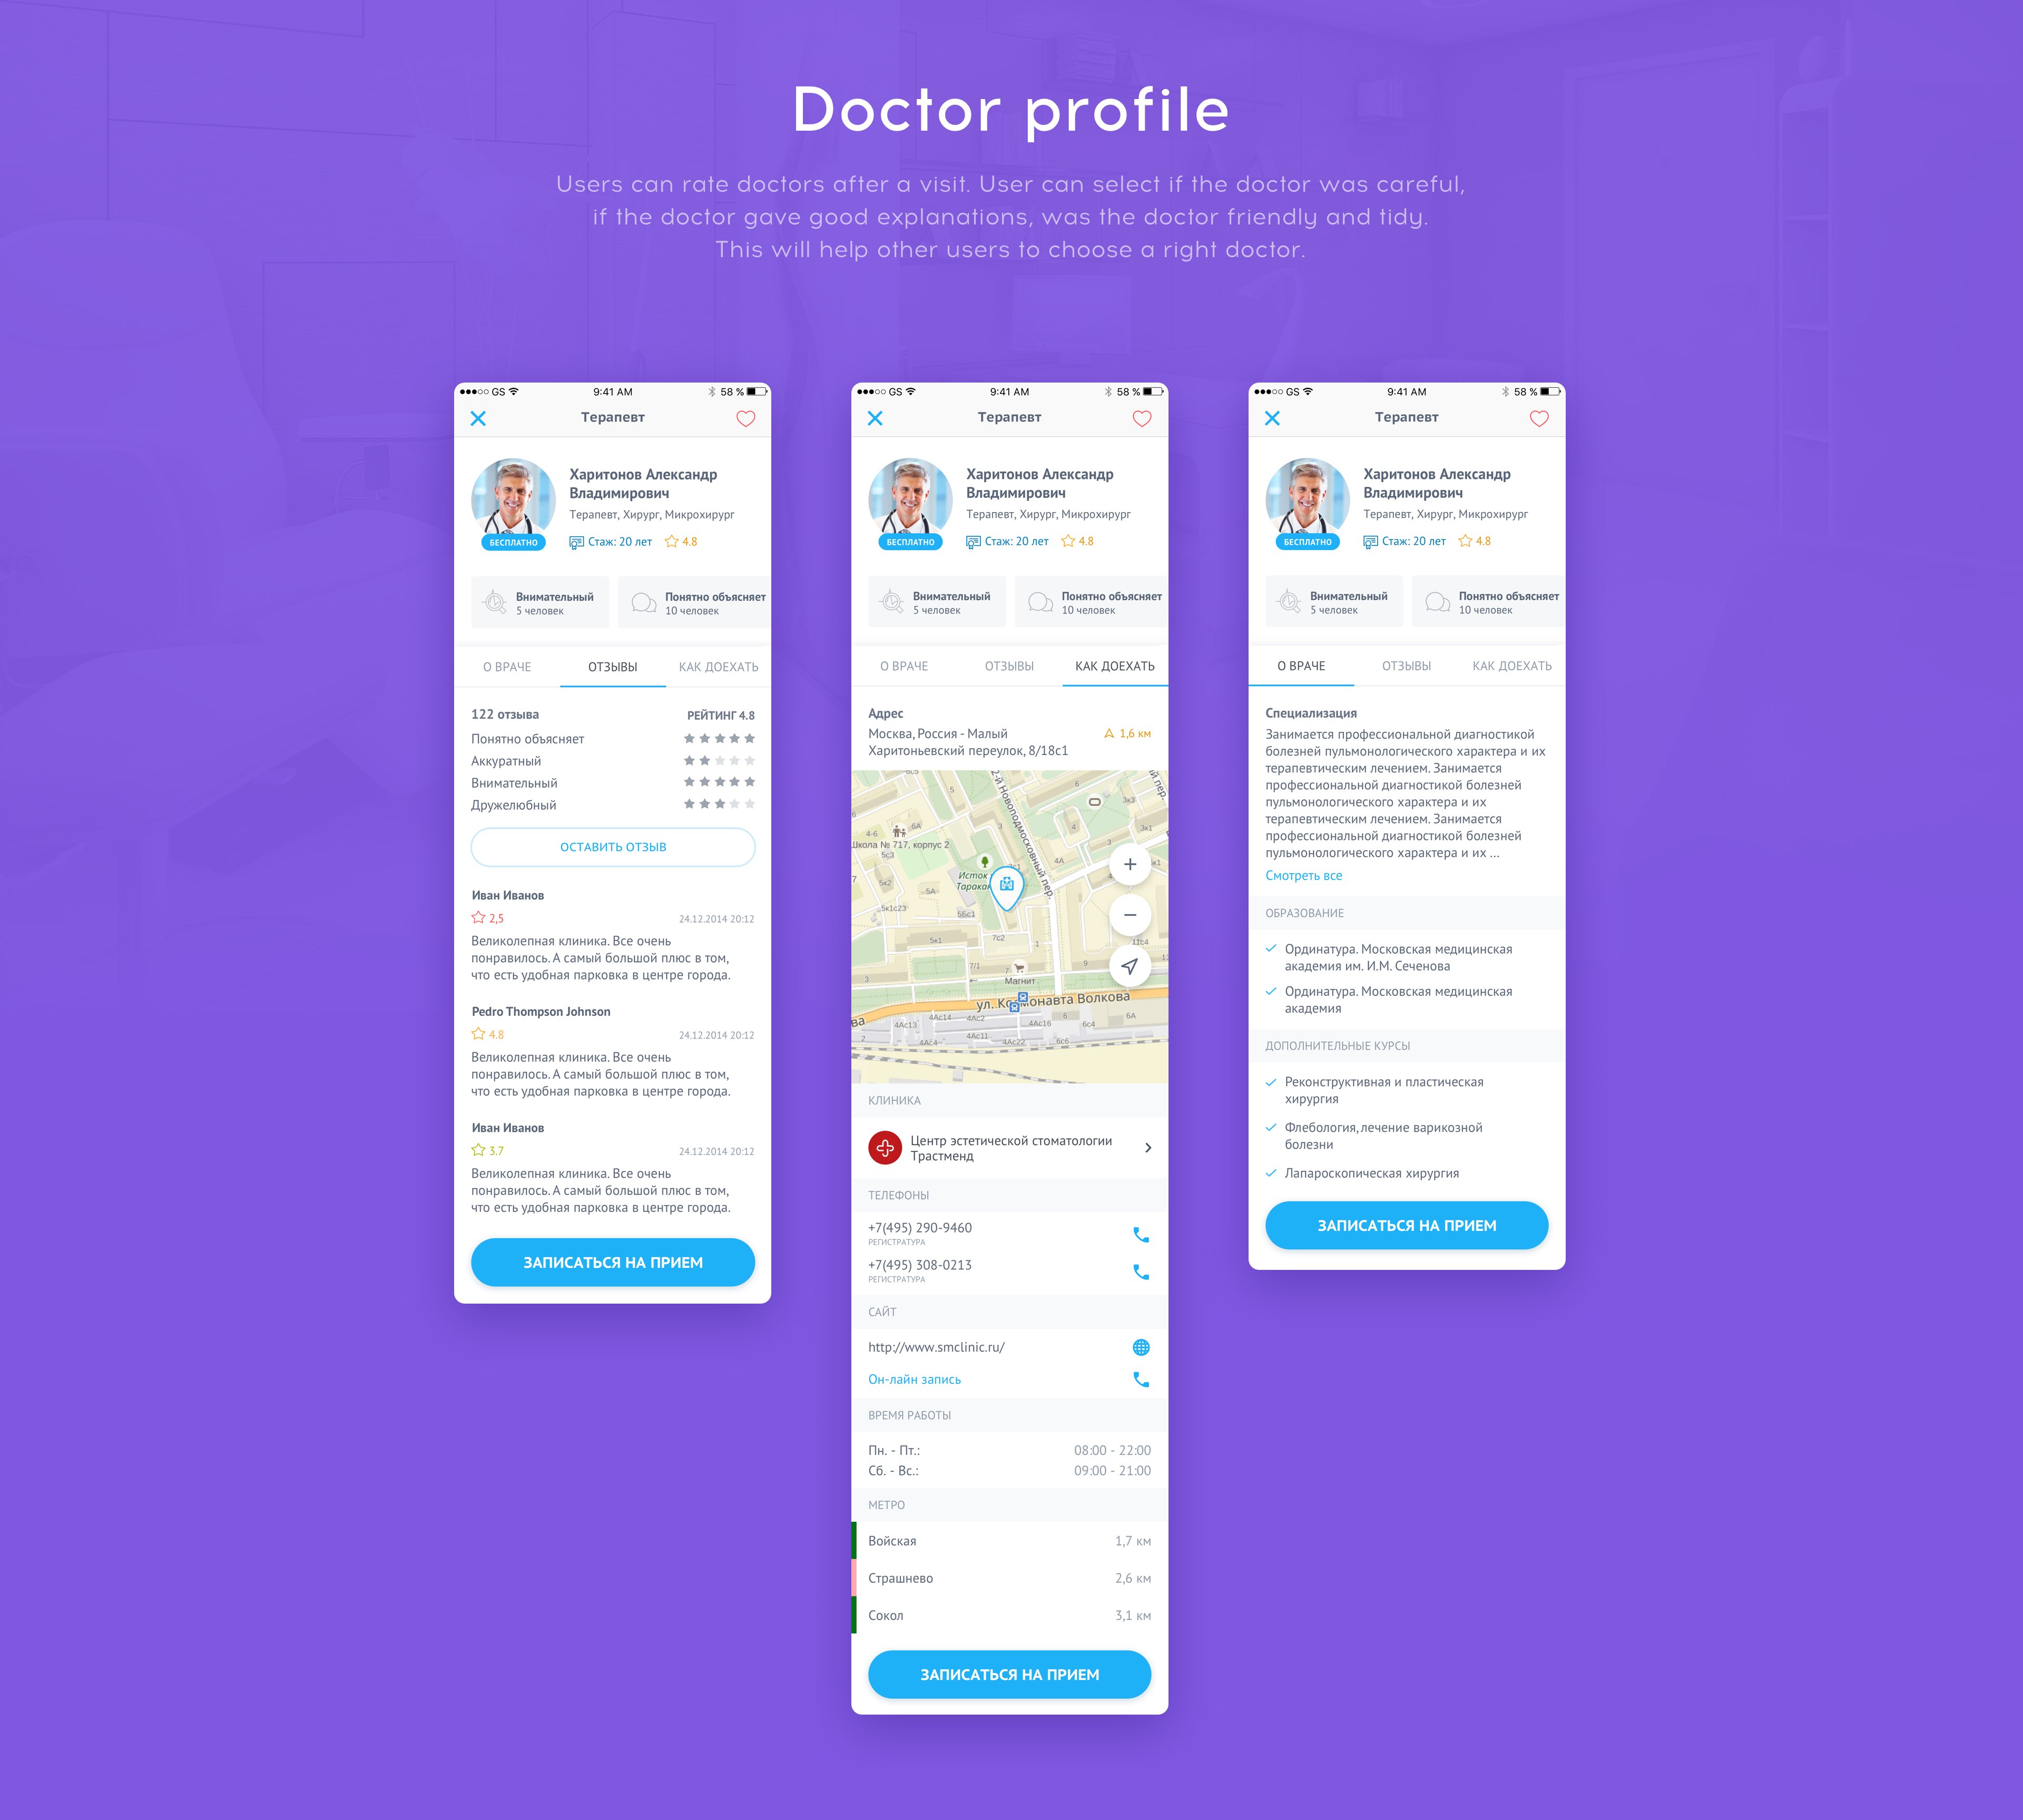 Doctor profile
Users can rate doctors after a visit. User can select if the doctor was careful,
if the doctor gave good explanations, was the doctor friendly and tidy.
This will help other users to choose a right doctor.
GS 9:41 AM 58 %
Терапевт
Харитонов Александр
Владимирович
Терапевт, Хирург, Микрохирург
БЕСПЛАТНО
Стаж: 20 лет 4.8
Внимательный
5 человек
Понятно объясняет
10 человек
О ВРАЧЕ ОТЗЫВЫ КАК ДОЕХАТЬ
122 отзыва РЕЙТИНГ 4.8
Понятно объясняет
Аккуратный
Внимательный
Дружелюбный
ОСТАВИТЬ ОТЗЫВ
Иван Иванов
2,5 24.12.2014 20:12
Великолепная клиника. Все очень
понравилось. А самый большой плюс в том,
что есть удобная парковка в центре города.
Pedro Thompson Johnson
4.8 24.12.2014 20:12
Великолепная клиника. Все очень
понравилось. А самый большой плюс в том,
что есть удобная парковка в центре города.
Иван Иванов
3.7 24.12.2014 20:12
Великолепная клиника. Все очень
понравилось. А самый большой плюс в том,
что есть удобная парковка в центре города.
ЗАПИСАТЬСЯ НА ПРИЕМ
GS 9:41 AM 58 %
Терапевт
Харитонов Александр
Владимирович
Терапевт, Хирург, Микрохирург
БЕСПЛАТНО
Стаж: 20 лет 4.8
Внимательный
5 человек
Понятно объясняет
10 человек
О ВРАЧЕ ОТЗЫВЫ КАК ДОЕХАТЬ
Адрес
Москва, Россия - Малый
Харитоньевский переулок, 8/18с1
1,6 км
2-й Новоподмосковный пер.
Школа № 717, корпус 2
Исток
Таракан
Магнит
ул. Ко монавта Волкова
КЛИНИКА
Центр эстетической стоматологии
Трастменд
ТЕЛЕФОНЫ
+7(495) 290-9460
РЕГИСТРАТУРА
+7(495) 308-0213
РЕГИСТРАТУРА
САЙТ
http://www.smclinic.ru/
Он-лайн запись
ВРЕМЯ РАБОТЫ
Пн. - Пт.: 08:00 - 22:00
Сб. - Вс.: 09:00 - 21:00
МЕТРО
Войская 1,7 км
Страшнево 2,6 км
Сокол 3,1 км
ЗАПИСАТЬСЯ НА ПРИЕМ
GS 9:41 AM 58 %
Терапевт
Харитонов Александр
Владимирович
Терапевт, Хирург, Микрохирург
БЕСПЛАТНО
Стаж: 20 лет 4.8
Внимательный
5 человек
Понятно объясняет
10 человек
О ВРАЧЕ ОТЗЫВЫ КАК ДОЕХАТЬ
Специализация
Занимается профессиональной диагностикой
болезней пульмонологического характера и их
терапевтическим лечением. Занимается
профессиональной диагностикой болезней
пульмонологического характера и их
терапевтическим лечением. Занимается
профессиональной диагностикой болезней
пульмонологического характера и их ...
Смотреть все
ОБРАЗОВАНИЕ
Ординатура. Московская медицинская
академия им. И.М. Сеченова
Ординатура. Московская медицинская
академия
ДОПОЛНИТЕЛЬНЫЕ КУРСЫ
Реконструктивная и пластическая
хирургия
Флебология, лечение варикозной
болезни
Лапароскопическая хирургия
ЗАПИСАТЬСЯ НА ПРИЕМ